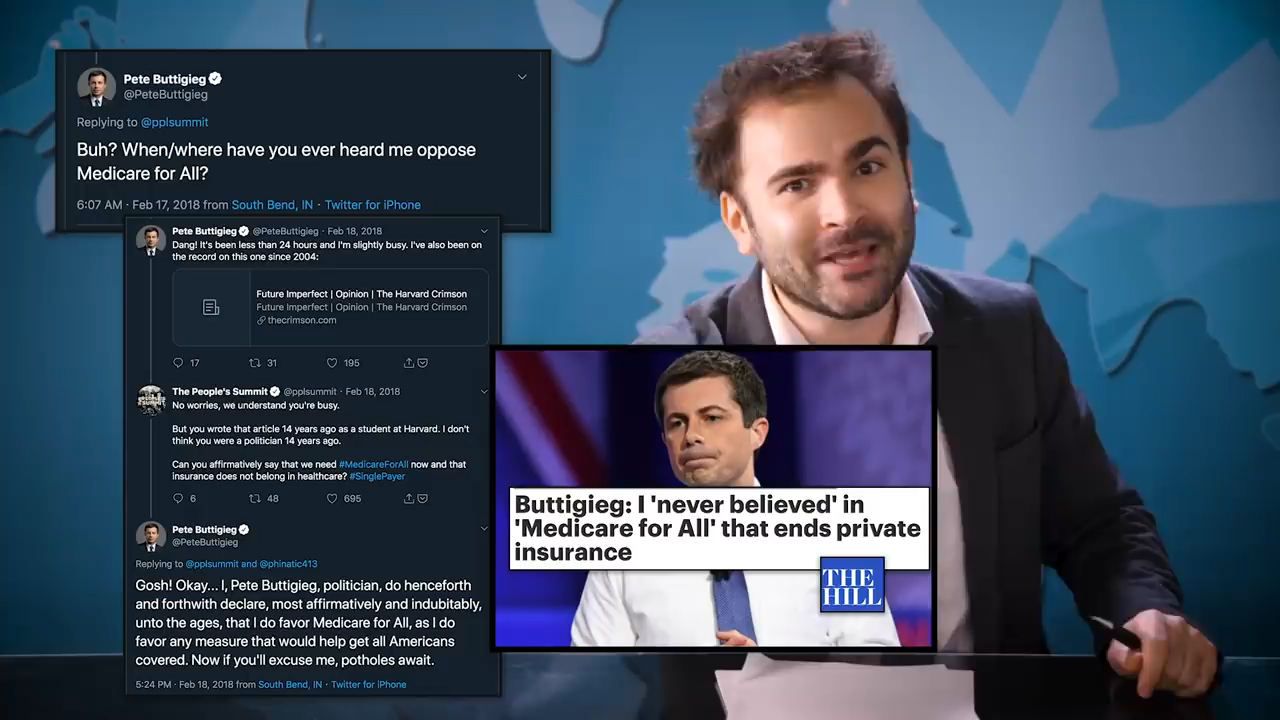 Pete Buttigieg
@PeteButtigieg
Replying to @pplsummit
Buh? When/where have you ever heard me oppose
Medicare for All?
6:07 AM · Feb 17, 2018 from South Bend, IN · Twitter for iPhone
Pete Buttigieg @PeteButtigieg · Feb 18, 2018
Dang! It's been less than 24 hours and I'm slightly busy. I've also been on
the record on this one since 2004:
Future Imperfect | Opinion | The Harvard Crimson
Future Imperfect | Opinion | The Harvard Crimson
thecrimson.com
17 31 195
The People's Summit @pplsummit · Feb 18, 2018
No worries, we understand you're busy.
But you wrote that article 14 years ago as a student at Harvard. I don't
think you were a politician 14 years ago.
Can you affirmatively say that we need #MedicareForAll now and that
insurance does not belong in healthcare? #SinglePayer
6 48 695
Pete Buttigieg
@PeteButtigieg
Replying to @pplsummit and @phinatic413
Gosh! Okay... I, Pete Buttigieg, politician, do henceforth
and forthwith declare, most affirmatively and indubitably,
unto the ages, that I do favor Medicare for All, as I do
favor any measure that would help get all Americans
covered. Now if you'll excuse me, potholes await.
5:24 PM · Feb 18, 2018 from South Bend, IN · Twitter for iPhone
Buttigieg: I 'never believed' in
'Medicare for All' that ends private
insurance
THE
HILL